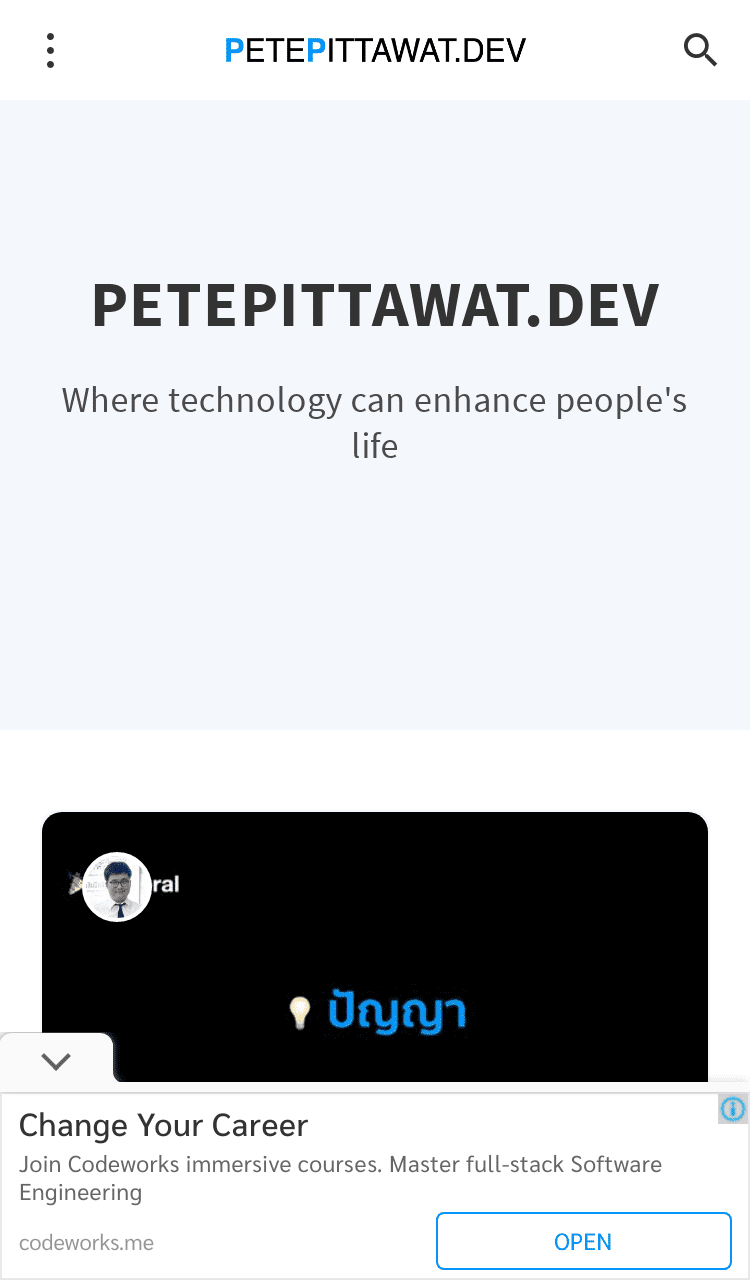 PETEPITTAWAT.DEV
PETEPITTAWAT.DEV
Where technology can enhance people's
life
ปัญญา
Change Your Career
Join Codeworks immersive courses. Master full-stack Software
Engineering
codeworks.me
OPEN